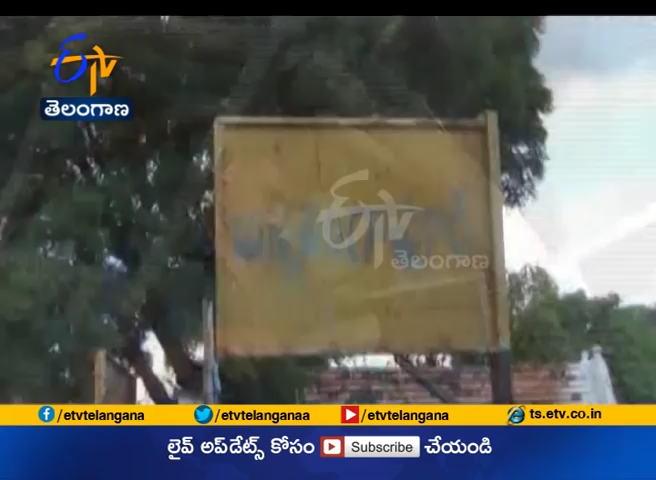 etv
తెలంగాణ
etv
తెలంగాణ
/etvtelangana /etvtelanganaa /etvtelangana ts.etv.co.in
లైవ్ అప్‌డేట్స్ కోసం Subscribe చేయండి